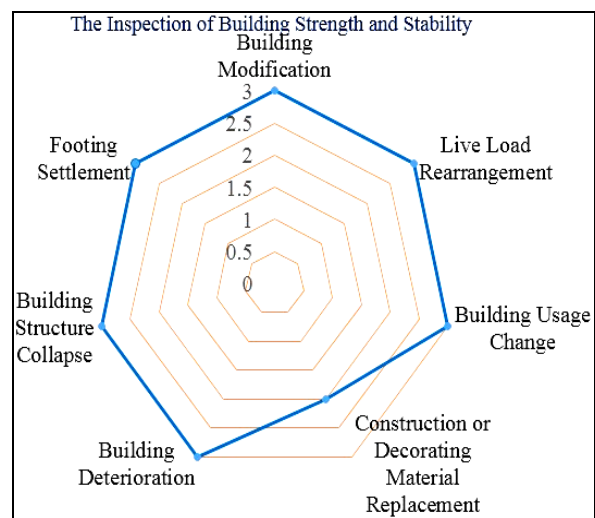 The Inspection of Building Strength and Stability
Building
Modification
3
2.5
2
1.5
1
0.5
0
Live Load
Rearrangement
Building Usage
Change
Construction or
Decorating
Material
Replacement
Building
Deterioration
Building
Structure
Collapse
Footing
Settlement